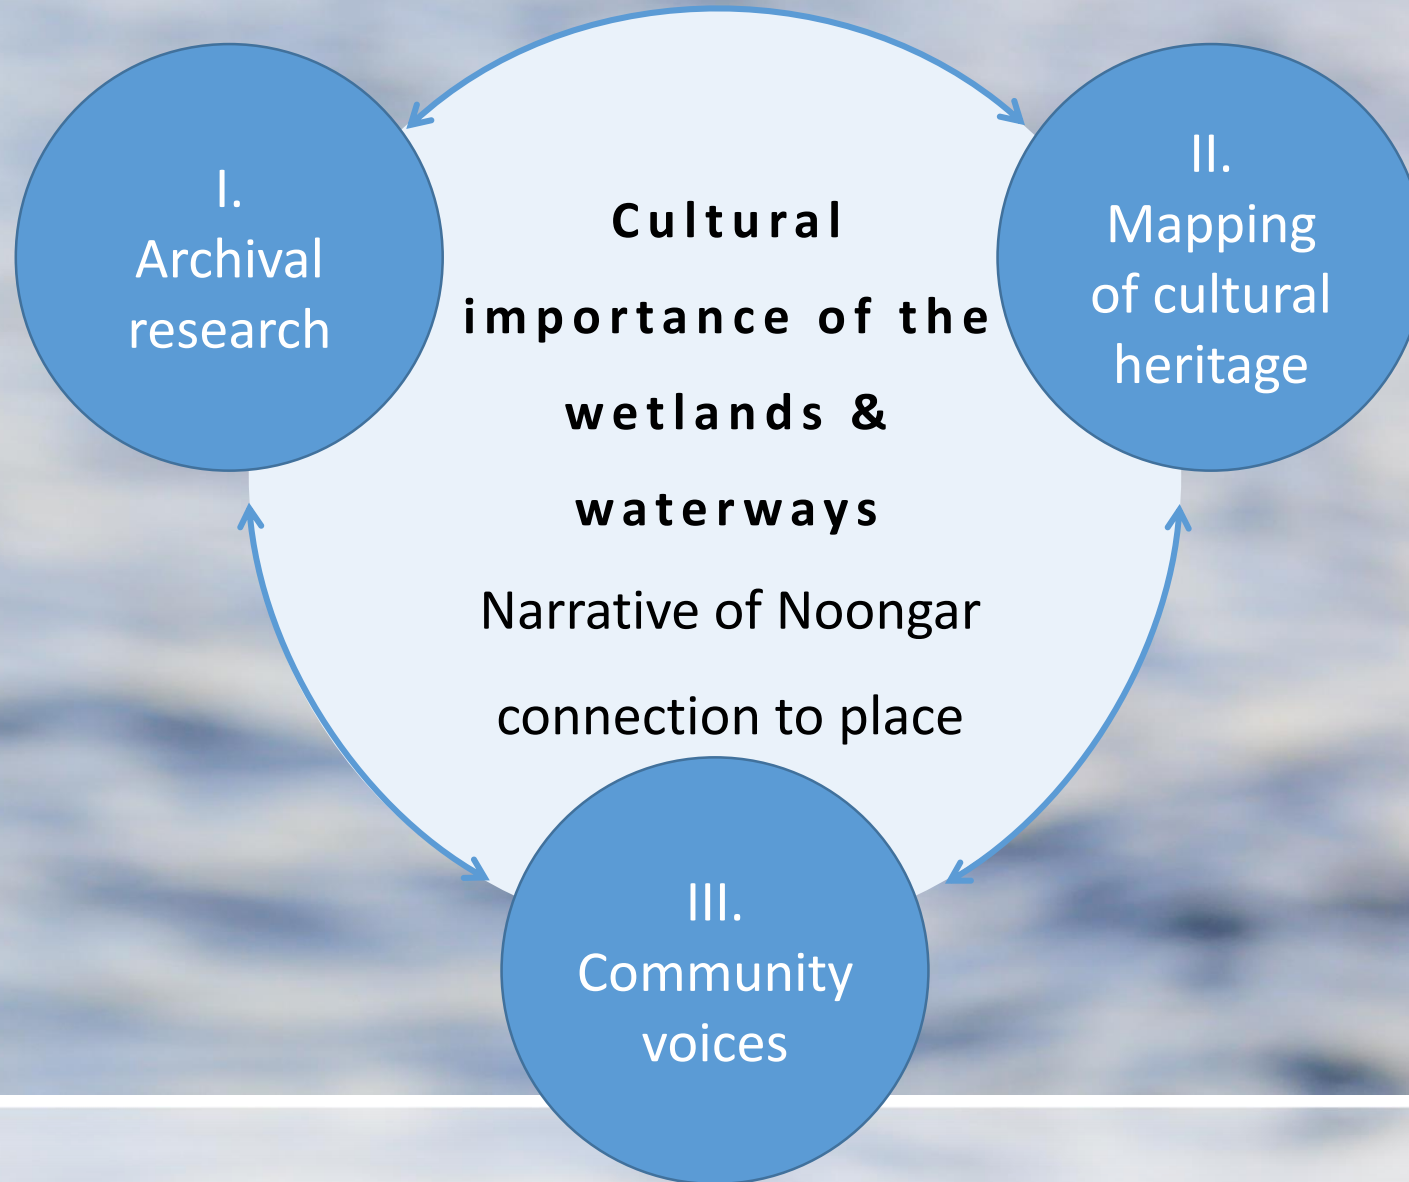 I.
Archival
research
II.
Mapping
of cultural
heritage
Cultural
importance of the
wetlands &
waterways
Narrative of Noongar
connection to place
III.
Community
voices